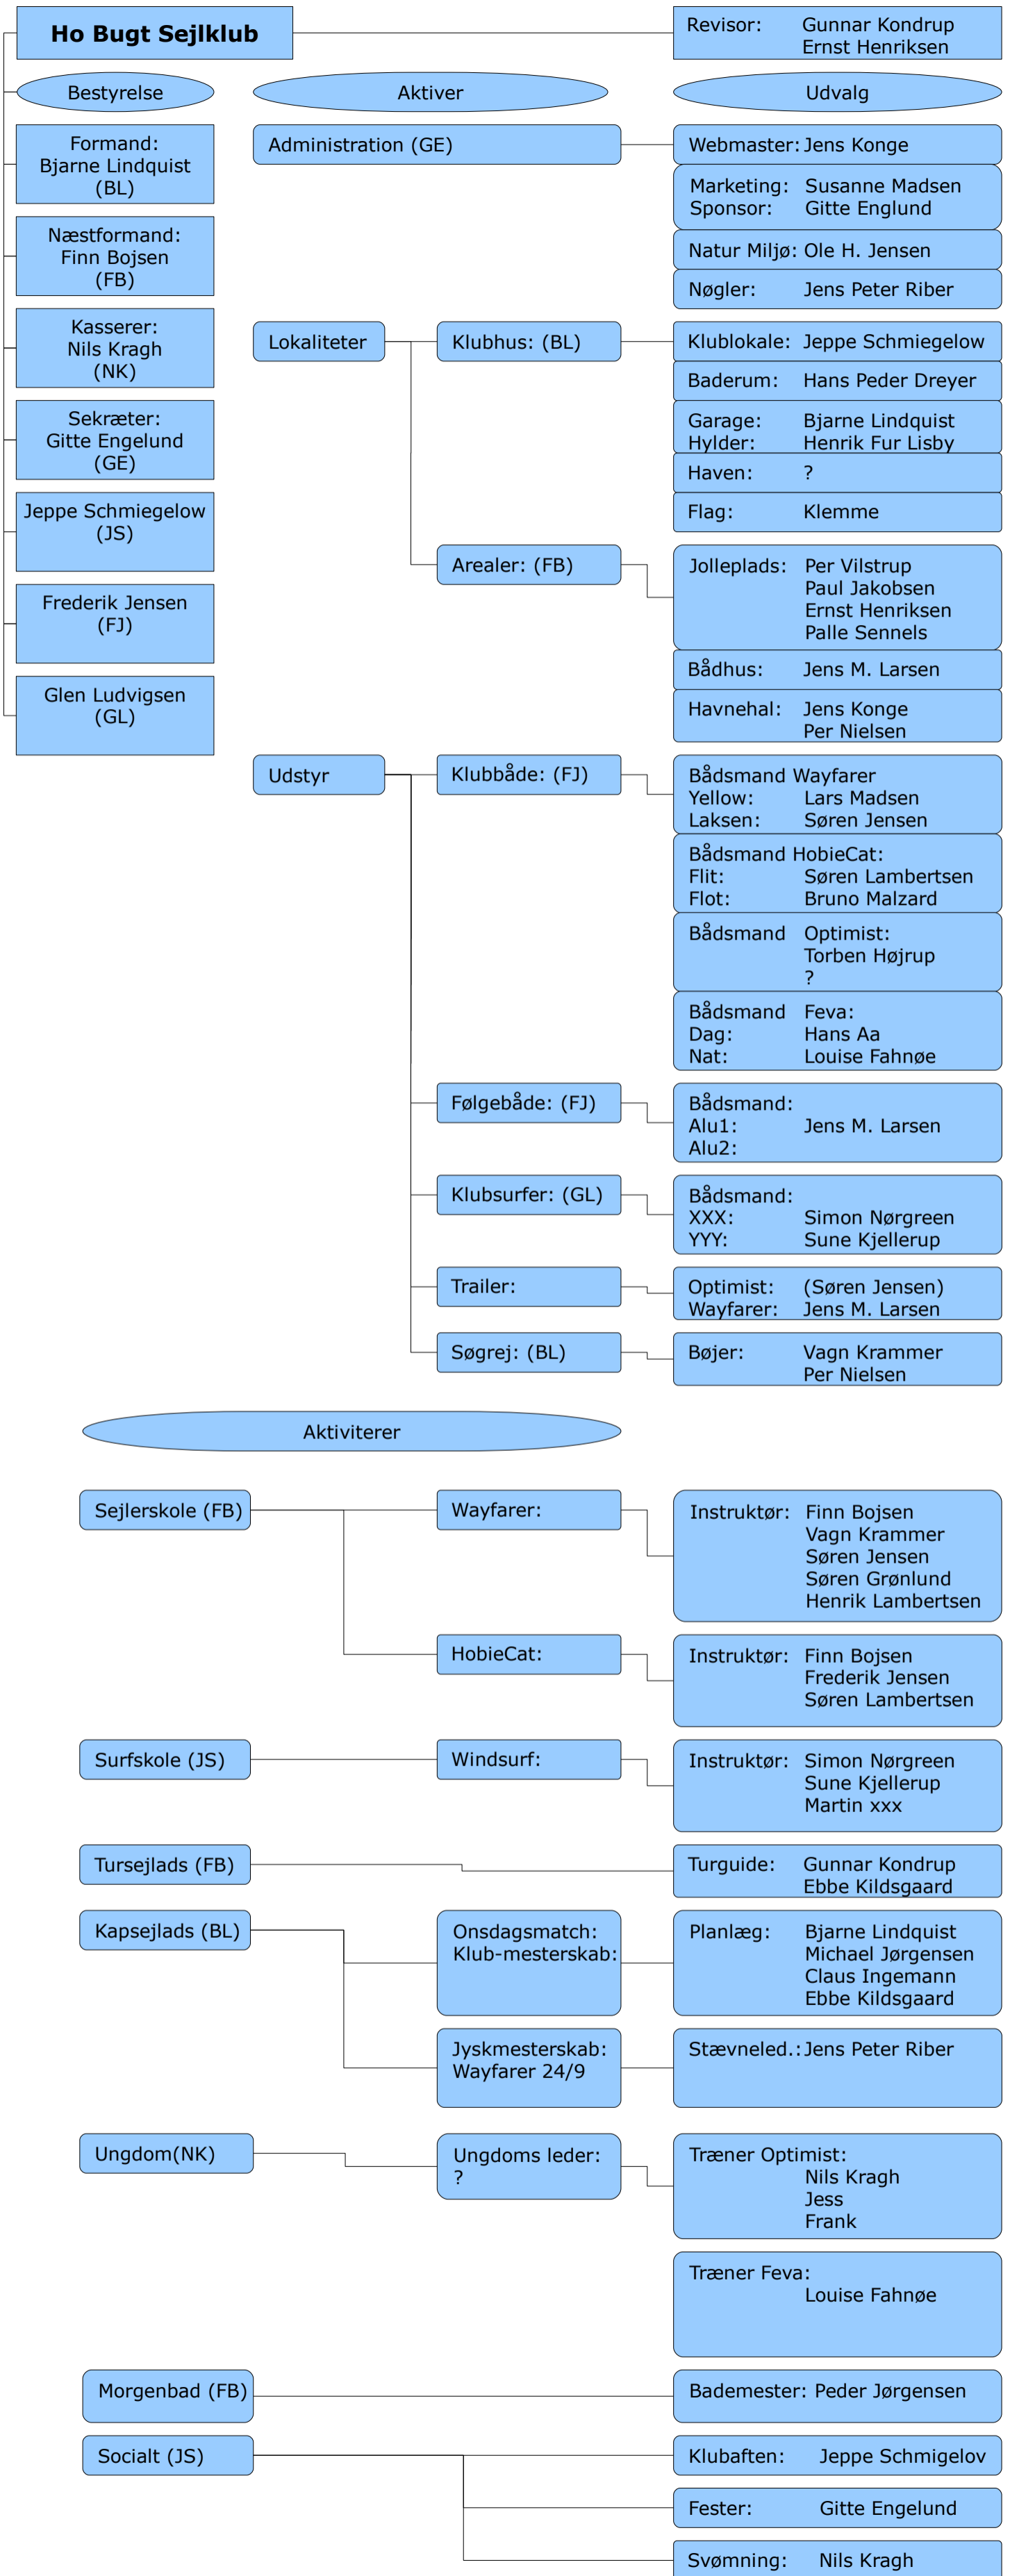 Ho Bugt Sejlklub
Revisor: Gunnar Kondrup
Ernst Henriksen
Bestyrelse
Aktiver
Udvalg
Formand:
Bjarne Lindquist
(BL)
Næstformand:
Finn Bojsen
(FB)
Kasserer:
Nils Kragh
(NK)
Sekræter:
Gitte Engelund
(GE)
Jeppe Schmiegelow
(JS)
Frederik Jensen
(FJ)
Glen Ludvigsen
(GL)
Administration (GE)
Webmaster: Jens Konge
Marketing: Susanne Madsen
Sponsor: Gitte Englund
Natur Miljø: Ole H. Jensen
Nøgler: Jens Peter Riber
Lokaliteter
Klubhus: (BL)
Klublokale: Jeppe Schmiegelow
Baderum: Hans Peder Dreyer
Garage: Bjarne Lindquist
Hylder: Henrik Fur Lisby
Haven: ?
Flag: Klemme
Arealer: (FB)
Jolleplads: Per Vilstrup
Paul Jakobsen
Ernst Henriksen
Palle Sennels
Bådhus: Jens M. Larsen
Havnehal: Jens Konge
Per Nielsen
Udstyr
Klubbåde: (FJ)
Bådsmand Wayfarer
Yellow: Lars Madsen
Laksen: Søren Jensen
Bådsmand HobieCat:
Flit: Søren Lambertsen
Flot: Bruno Malzard
Bådsmand Optimist:
Torben Højrup
?
Bådsmand Feva:
Dag: Hans Aa
Nat: Louise Fahnøe
Følgebåde: (FJ)
Bådsmand:
Alu1: Jens M. Larsen
Alu2:
Klubsurfer: (GL)
Bådsmand:
XXX: Simon Nørgreen
YYY: Sune Kjellerup
Trailer:
Optimist: (Søren Jensen)
Wayfarer: Jens M. Larsen
Søgrej: (BL)
Bøjer: Vagn Krammer
Per Nielsen
Aktiviterer
Sejlerskole (FB)
Wayfarer:
Instruktør: Finn Bojsen
Vagn Krammer
Søren Jensen
Søren Grønlund
Henrik Lambertsen
HobieCat:
Instruktør: Finn Bojsen
Frederik Jensen
Søren Lambertsen
Surfskole (JS)
Windsurf:
Instruktør: Simon Nørgreen
Sune Kjellerup
Martin xxx
Tursejlads (FB)
Turguide: Gunnar Kondrup
Ebbe Kildsgaard
Kapsejlads (BL)
Onsdagsmatch:
Klub-mesterskab:
Planlæg: Bjarne Lindquist
Michael Jørgensen
Claus Ingemann
Ebbe Kildsgaard
Jyskmesterskab:
Wayfarer 24/9
Stævneled.: Jens Peter Riber
Ungdom(NK)
Ungdoms leder:
?
Træner Optimist:
Nils Kragh
Jess
Frank
Træner Feva:
Louise Fahnøe
Morgenbad (FB)
Bademester: Peder Jørgensen
Socialt (JS)
Klubaften: Jeppe Schmigelov
Fester: Gitte Engelund
Svømning: Nils Kragh